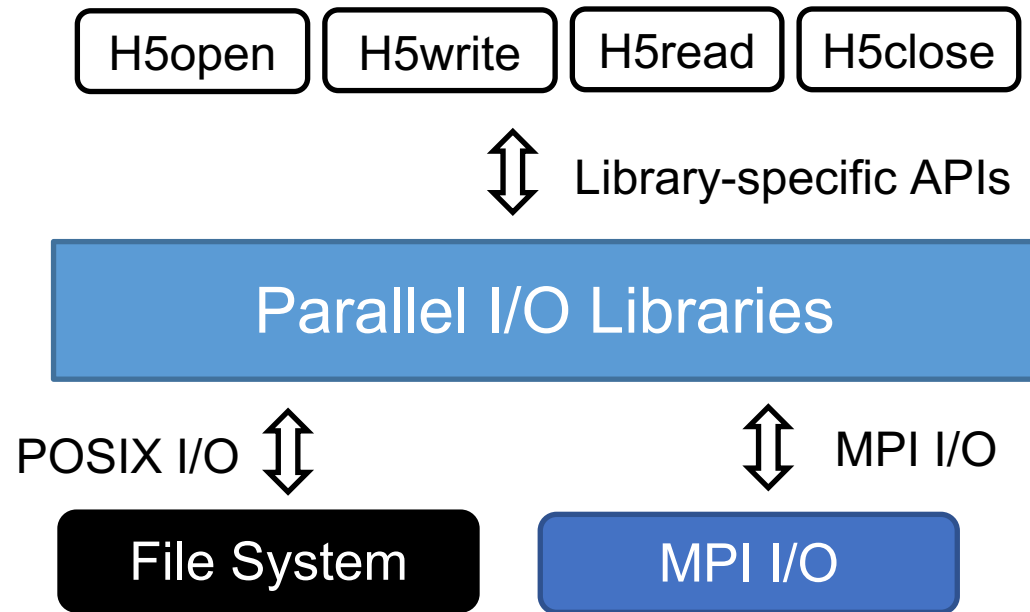 H5open H5write H5read H5close
Library-specific APIs
Parallel I/O Libraries
POSIX I/O MPI I/O
File System MPI I/O